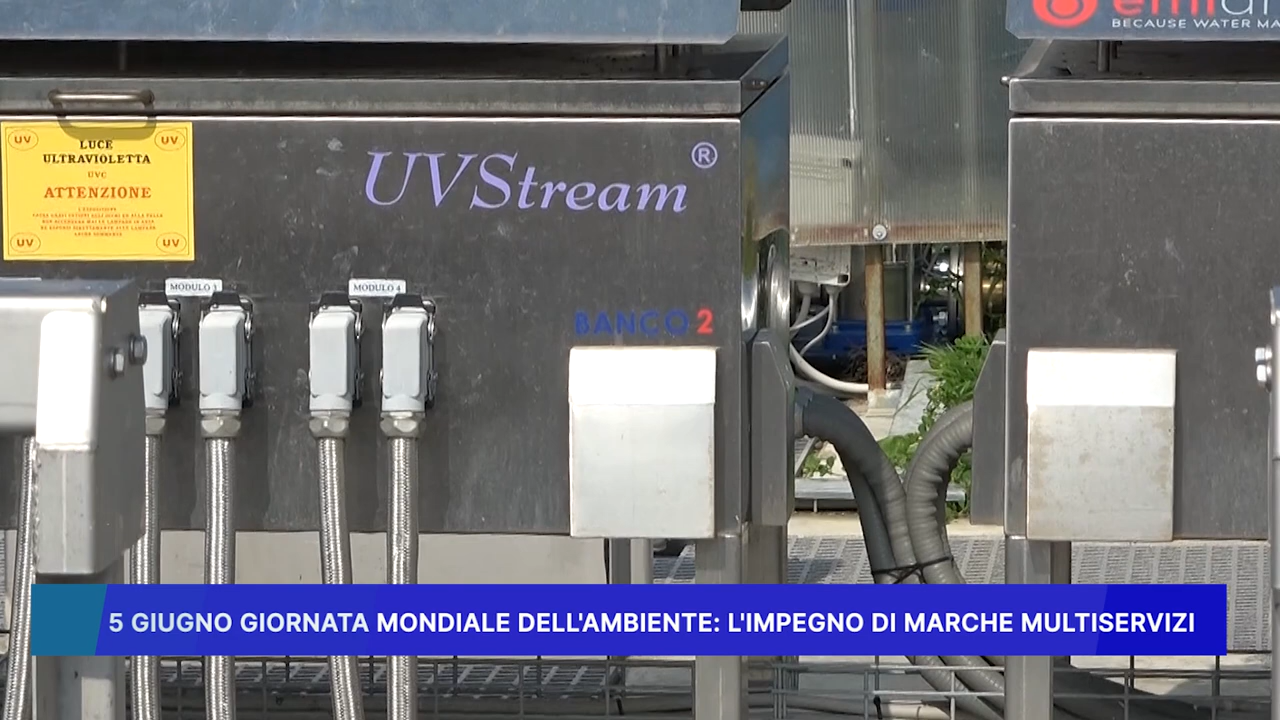 BECAUSE WATER MA
UV
UV
LUCE
ULTRAVIOLETTA
UVC
ATTENZIONE
UV
UV
UVStream®
MODULO 3
MODULO 4
BANCO 2
5 GIUGNO GIORNATA MONDIALE DELL'AMBIENTE: L'IMPEGNO DI MARCHE MULTISERVIZI